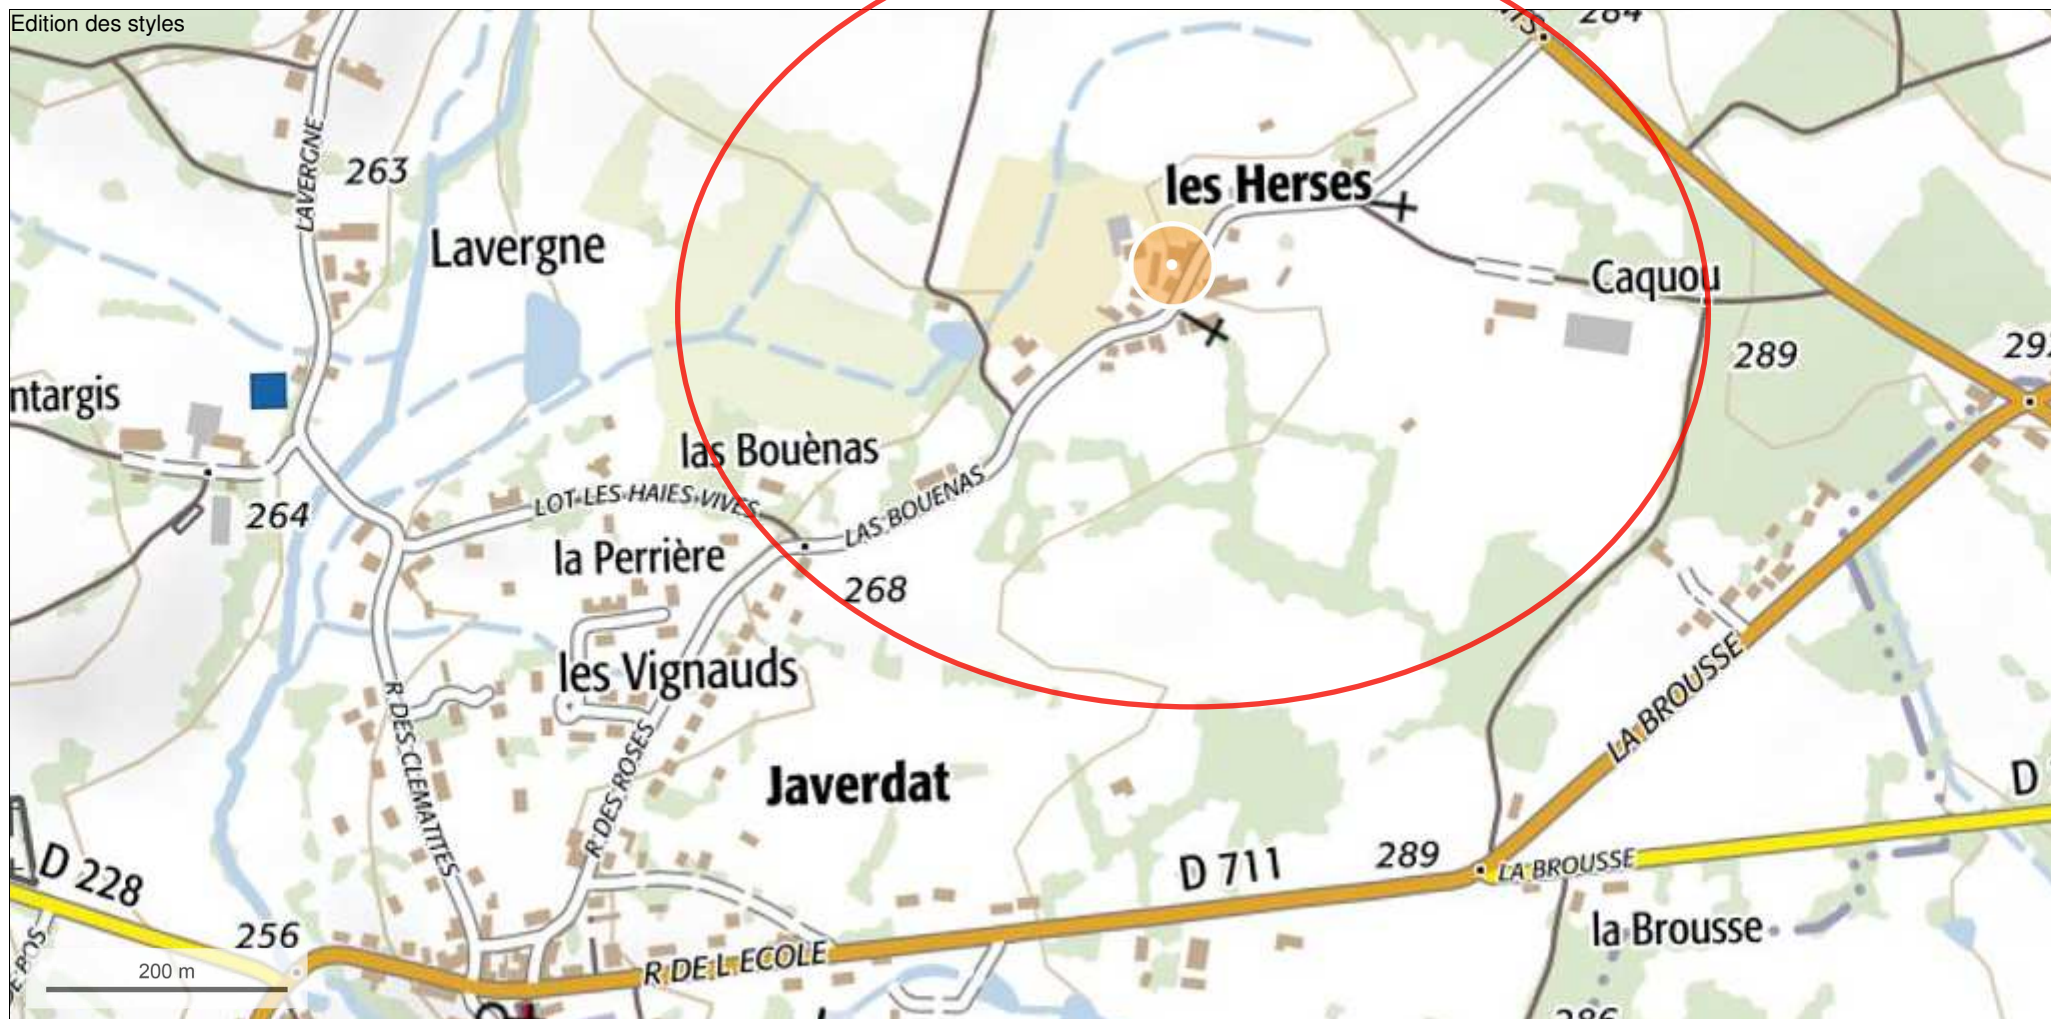 Edition des styles
284
LAVERGNE
263
les Herses
Lavergne
Caquou
289
ntargis
las Bouènas
264
LOT LES HAIES VIVES
LAS BOUENAS
la Perrière
268
les Vignauds
R DES CLEMATITES
R DES ROSES
LA BROUSSE
Javerdat
D
D 228
D 711
289
LA BROUSSE
256
la Brousse
R DE L ECOLE
200 m
286